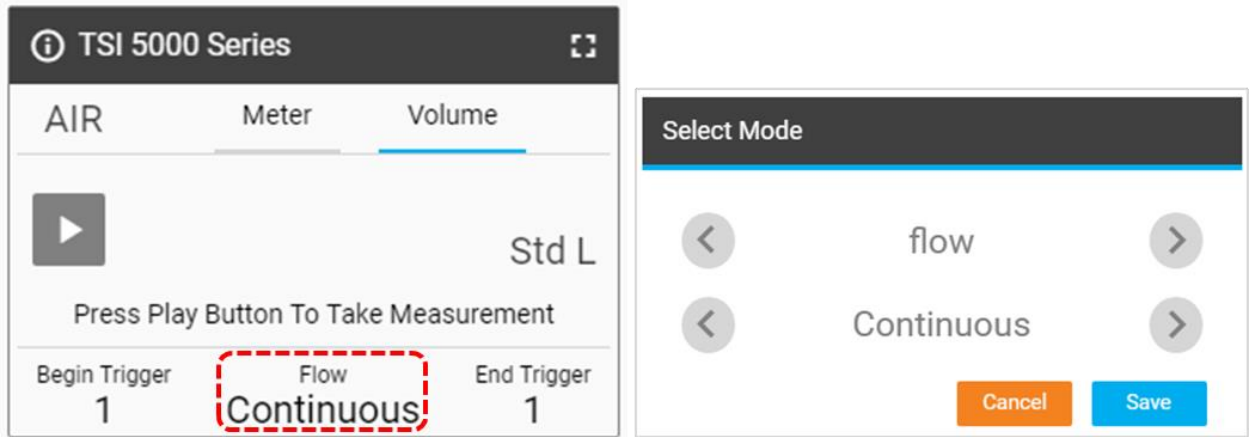 TSI 5000 Series
AIR Meter Volume
Std L
Press Play Button To Take Measurement
Begin Trigger Flow End Trigger
1 Continuous 1
Select Mode
flow
Continuous
Cancel Save